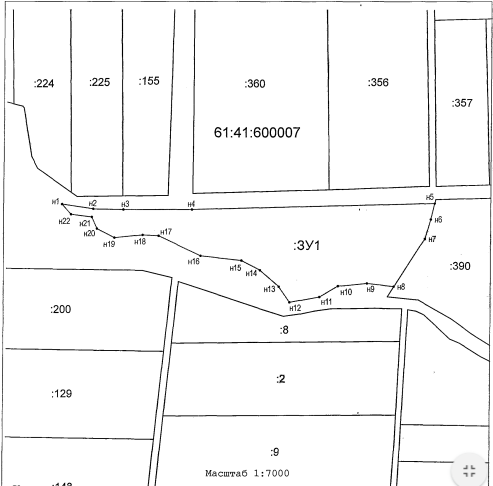 :224
:225
:155
:360
:356
:357
61:41:600007
н1
н2
н3
н4
н5
н22
н21
н20
н19
н18
н17
н6
н7
:ЗУ1
н16
н15
н14
н13
н12
н11
н10
н9
н8
:390
:200
:8
:129
:2
:9
Масштаб 1:7000
:148